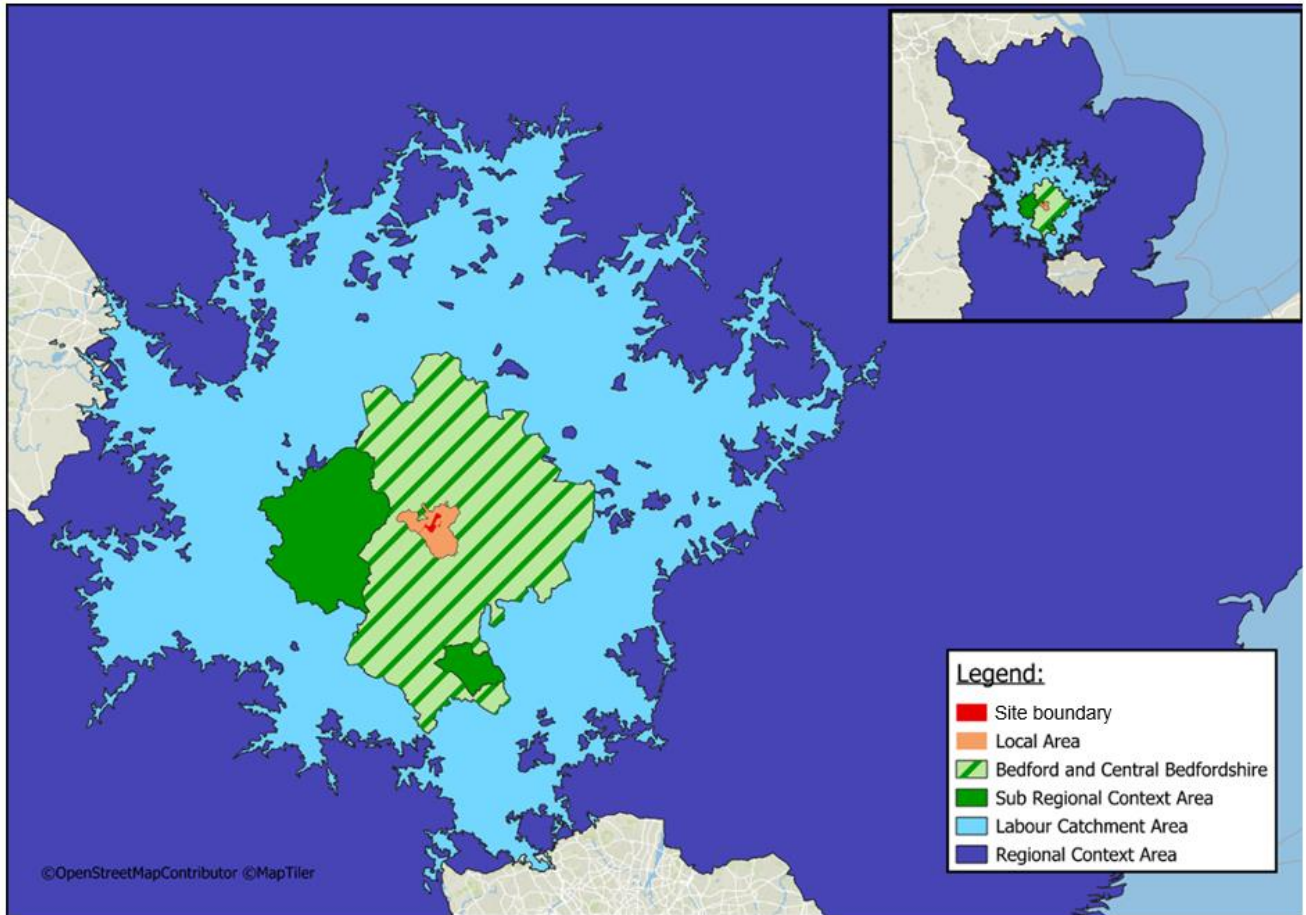 Legend:
Site boundary
Local Area
Bedford and Central Bedfordshire
Sub Regional Context Area
Labour Catchment Area
Regional Context Area
©OpenStreetMapContributor ©MapTiler